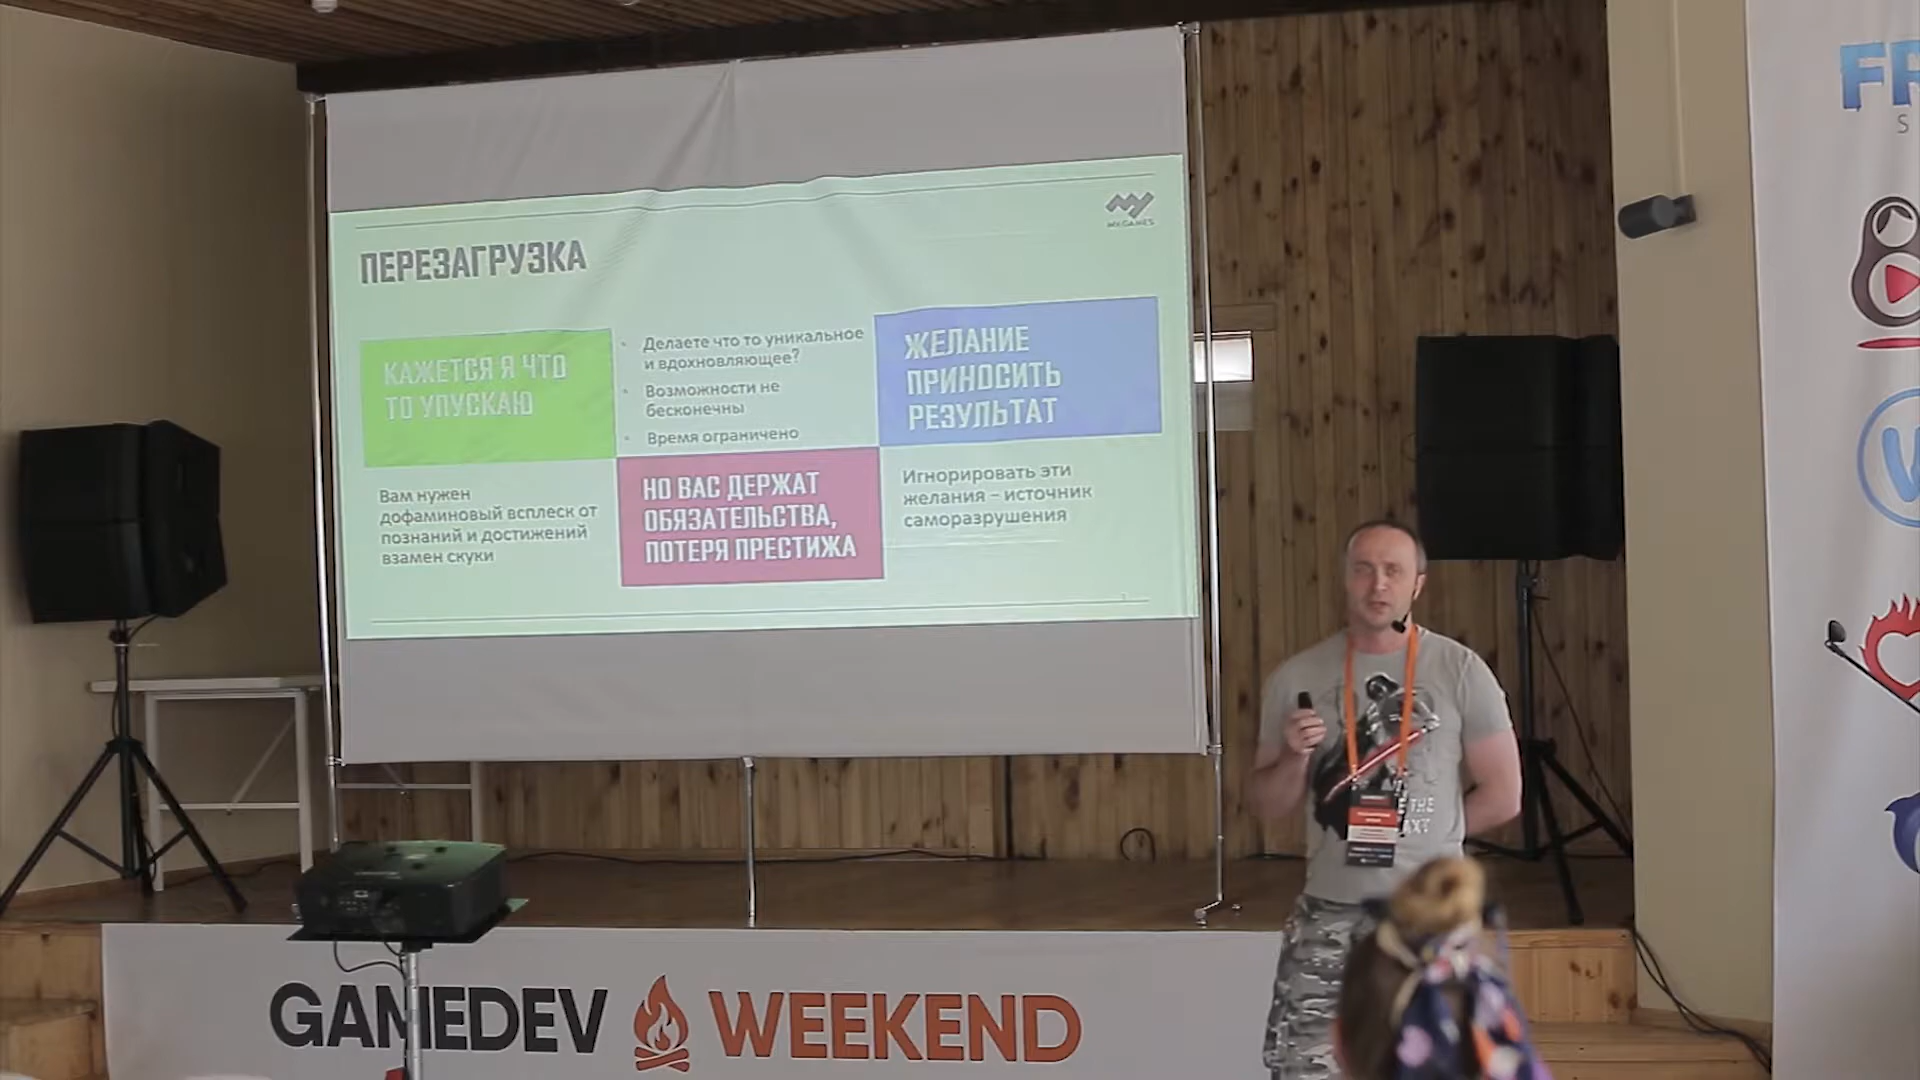 ПЕРЕЗАГРУЗКА
MY.GAMES
КАЖЕТСЯ Я ЧТО
ТО УПУСКАЮ
Вам нужен
дофаминовый всплеск от
познаний и достижений
взамен скуки
Делаете что то уникальное
и вдохновляющее?
Возможности не
бесконечны
Время ограничено
НО ВАС ДЕРЖАТ
ОБЯЗАТЕЛЬСТВА,
ПОТЕРЯ ПРЕСТИЖА
ЖЕЛАНИЕ
ПРИНОСИТЬ
РЕЗУЛЬТАТ
Игнорировать эти
желания – источник
саморазрушения
GAMEDEV WEEKEND